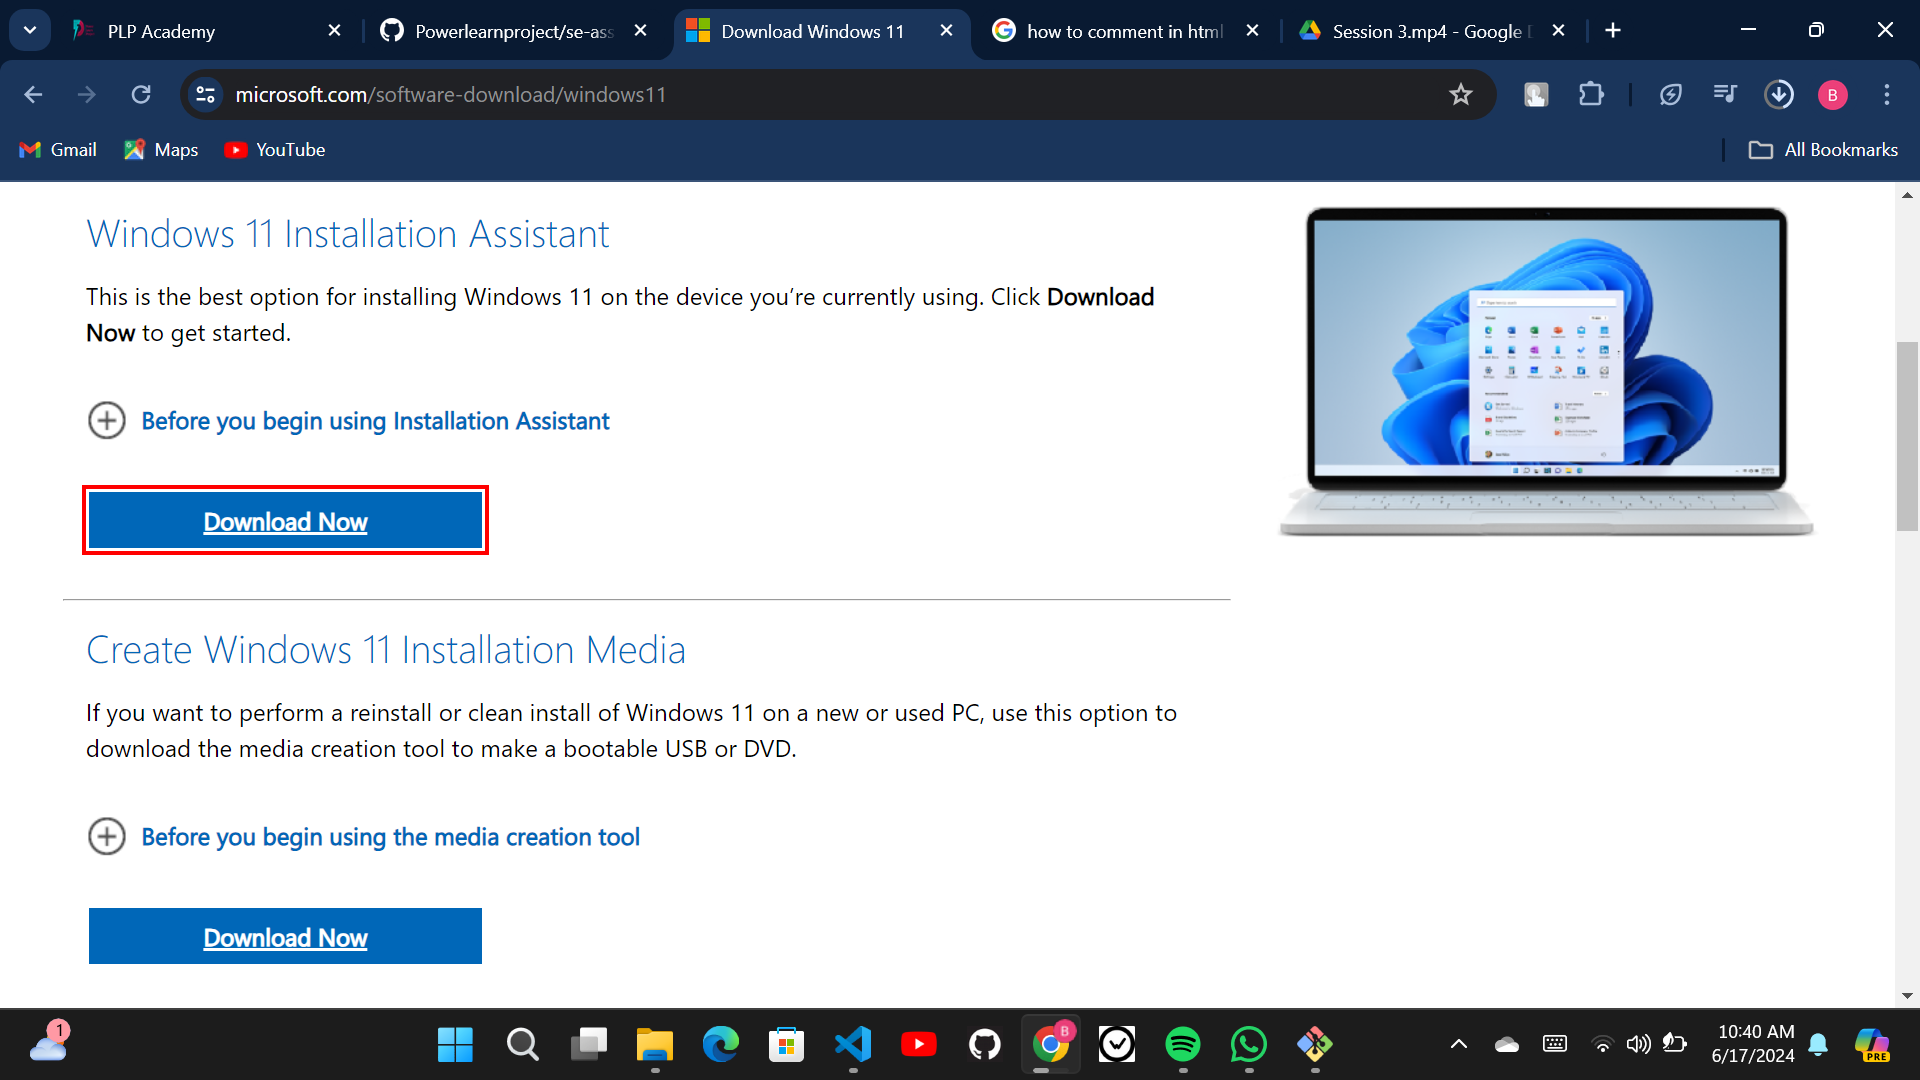 PLP Academy
Powerlearnproject/se-ass
Download Windows 11
how to comment in html
Session 3.mp4 - Google D
microsoft.com/software-download/windows11
B
Gmail
Maps
YouTube
All Bookmarks
Windows 11 Installation Assistant
This is the best option for installing Windows 11 on the device you’re currently using. Click Download
Now to get started.
Before you begin using Installation Assistant
Download Now
Create Windows 11 Installation Media
If you want to perform a reinstall or clean install of Windows 11 on a new or used PC, use this option to
download the media creation tool to make a bootable USB or DVD.
Before you begin using the media creation tool
Download Now
1
B
10:40 AM
6/17/2024
PRE